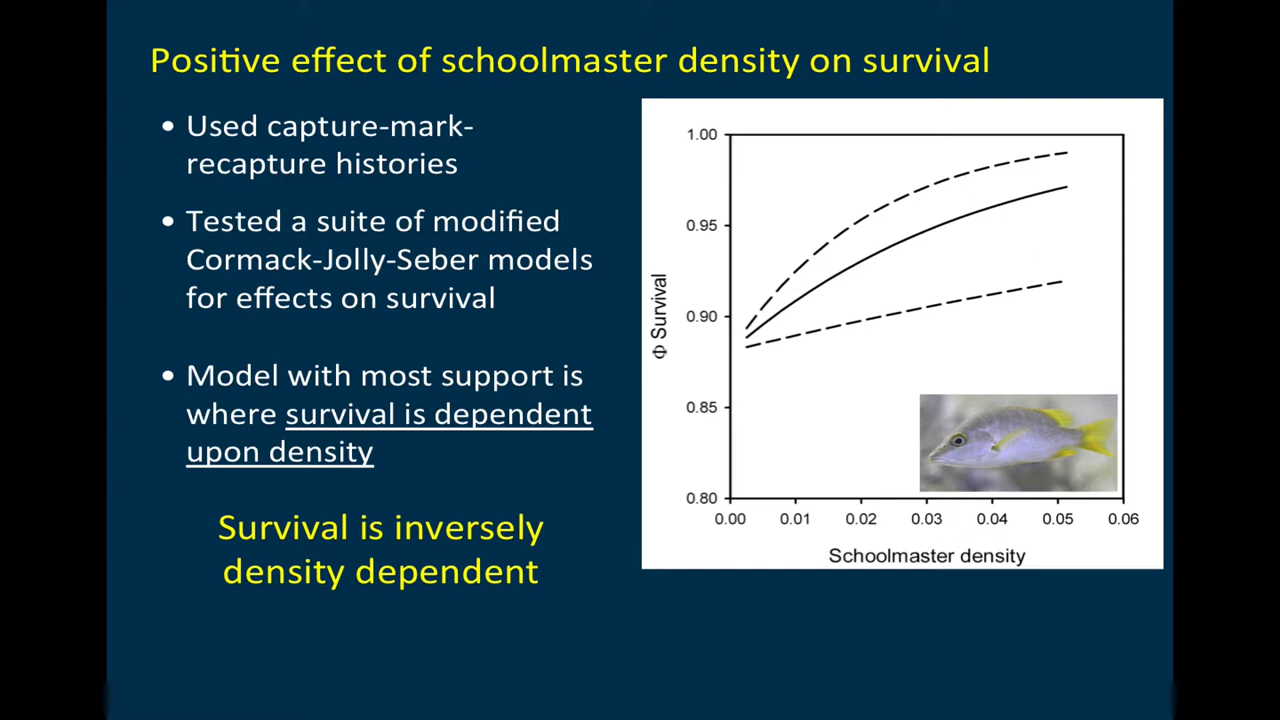 Positive effect of schoolmaster density on survival
• Used capture-mark-
recapture histories
• Tested a suite of modified
Cormack-Jolly-Seber models
for effects on survival
• Model with most support is
where survival is dependent
upon density
Survival is inversely
density dependent
1.00
0.95
0.90
0.85
0.80
Φ Survival
0.00 0.01 0.02 0.03 0.04 0.05 0.06
Schoolmaster density